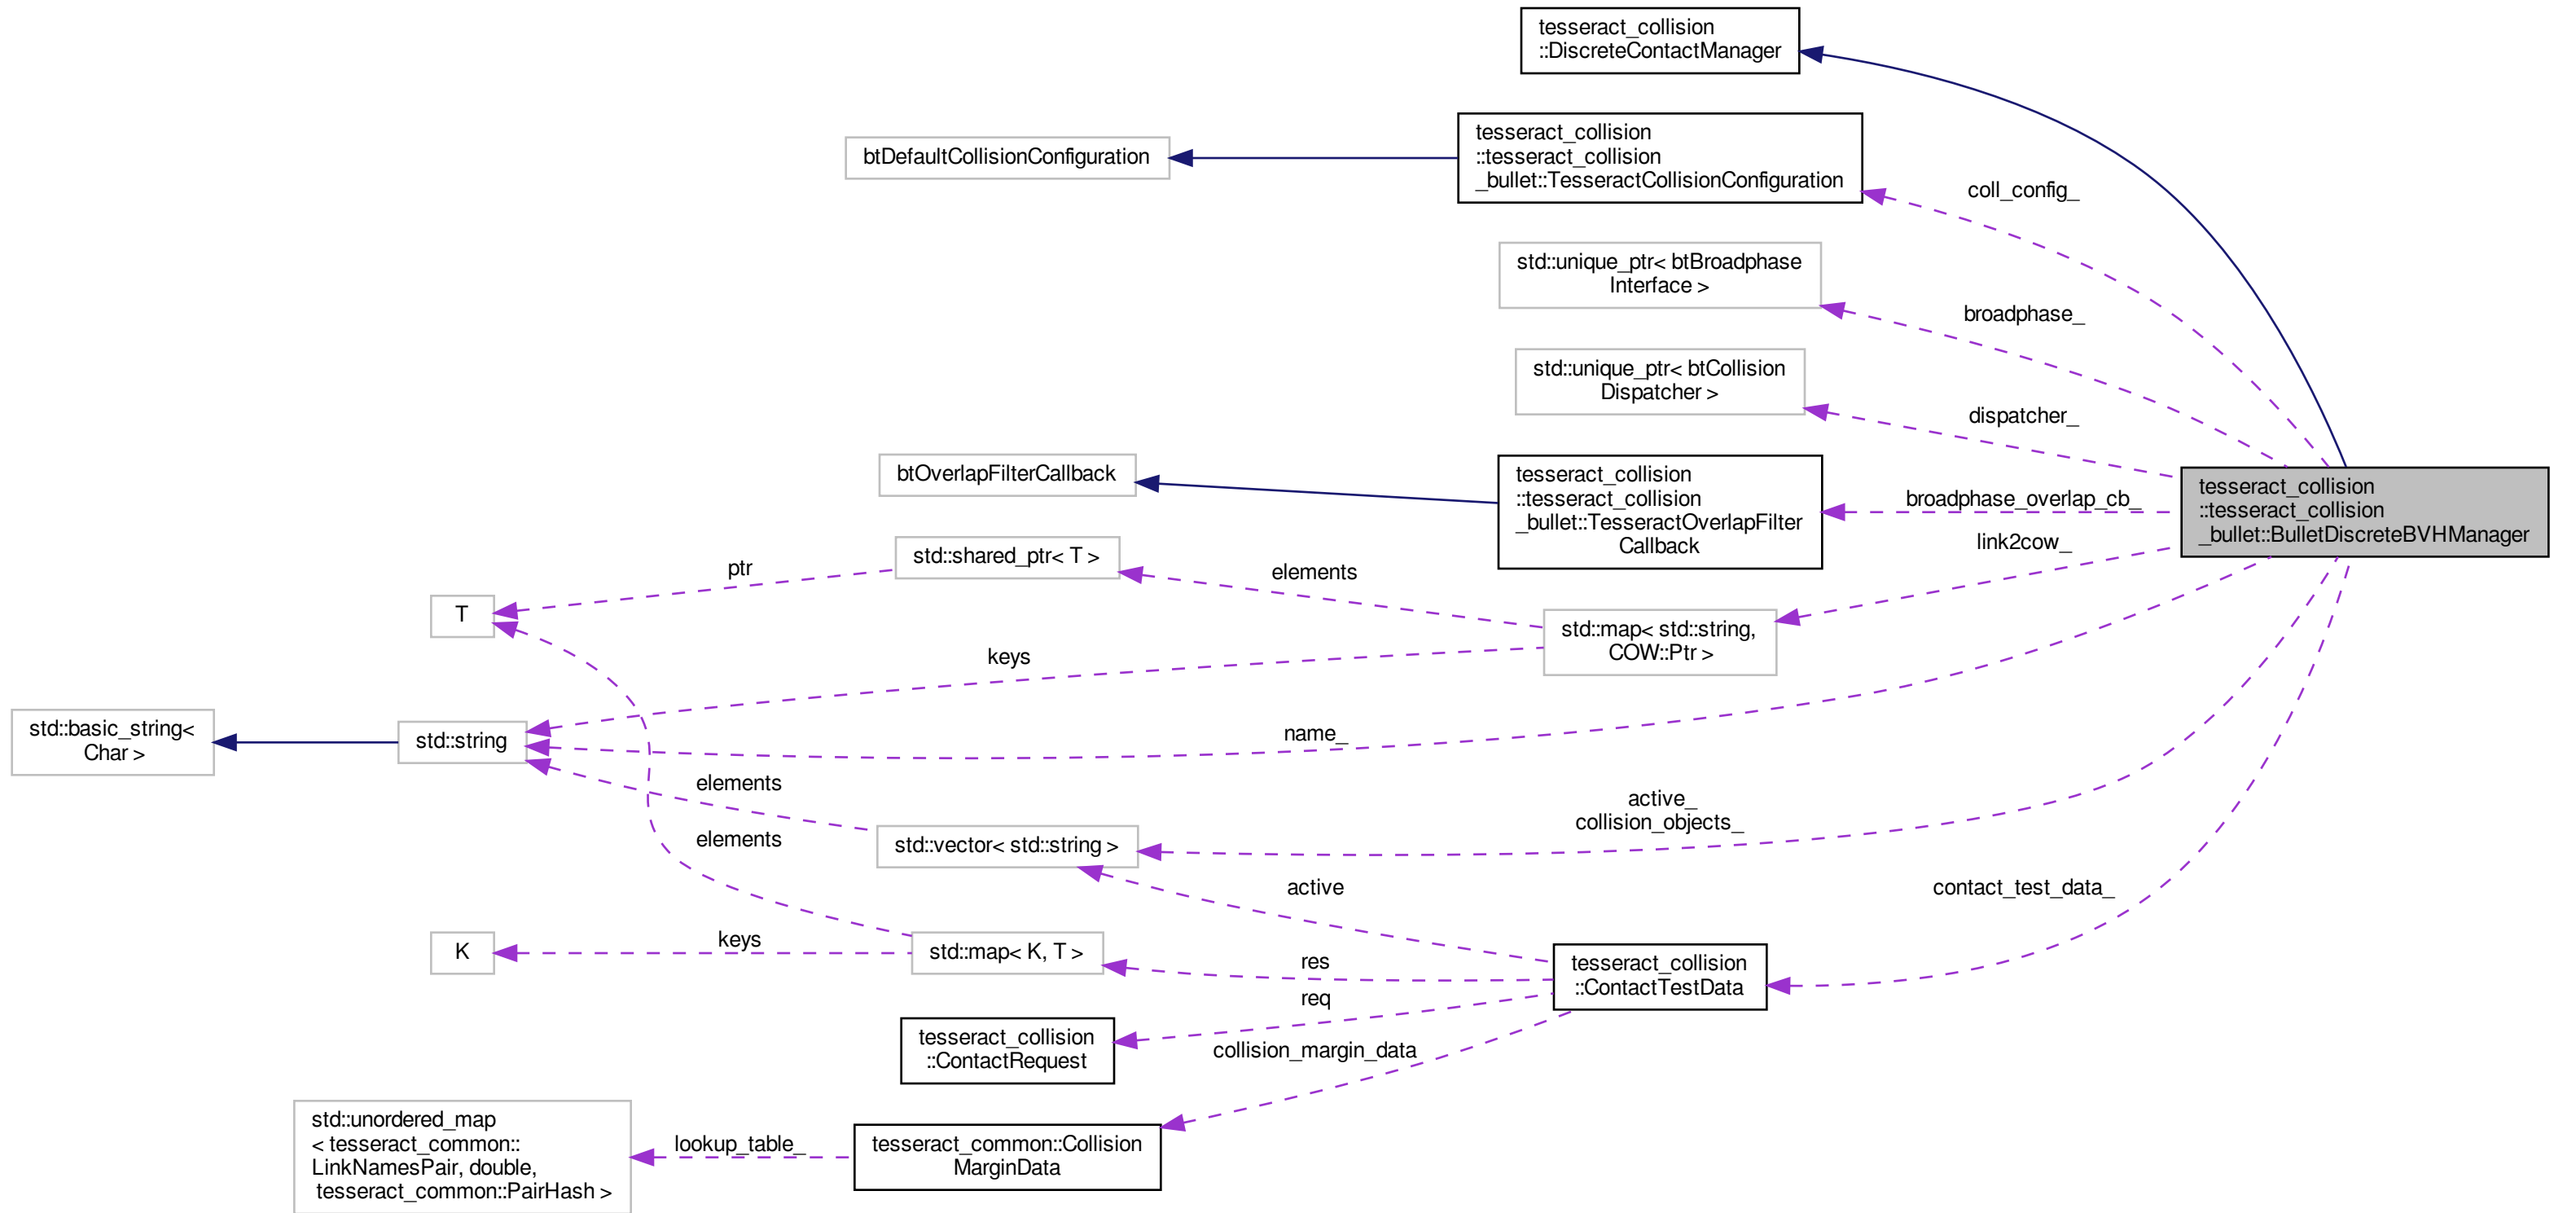 tesseract_collision
::DiscreteContactManager
btDefaultCollisionConfiguration
tesseract_collision
::tesseract_collision
_bullet::TesseractCollisionConfiguration
coll_config_
std::unique_ptr< btBroadphase
Interface >
broadphase_
std::unique_ptr< btCollision
Dispatcher >
dispatcher_
btOverlapFilterCallback
tesseract_collision
::tesseract_collision
_bullet::TesseractOverlapFilter
Callback
broadphase_overlap_cb_
tesseract_collision
::tesseract_collision
_bullet::BulletDiscreteBVHManager
link2cow_
std::shared_ptr< T >
ptr
elements
T
std::map< std::string,
COW::Ptr >
keys
std::basic_string<
Char >
std::string
name_
elements
active_
collision_objects_
elements
std::vector< std::string >
active
contact_test_data_
K
keys
std::map< K, T >
res
tesseract_collision
::ContactTestData
req
tesseract_collision
::ContactRequest
collision_margin_data
std::unordered_map
< tesseract_common::
LinkNamesPair, double,
tesseract_common::PairHash >
lookup_table_
tesseract_common::Collision
MarginData